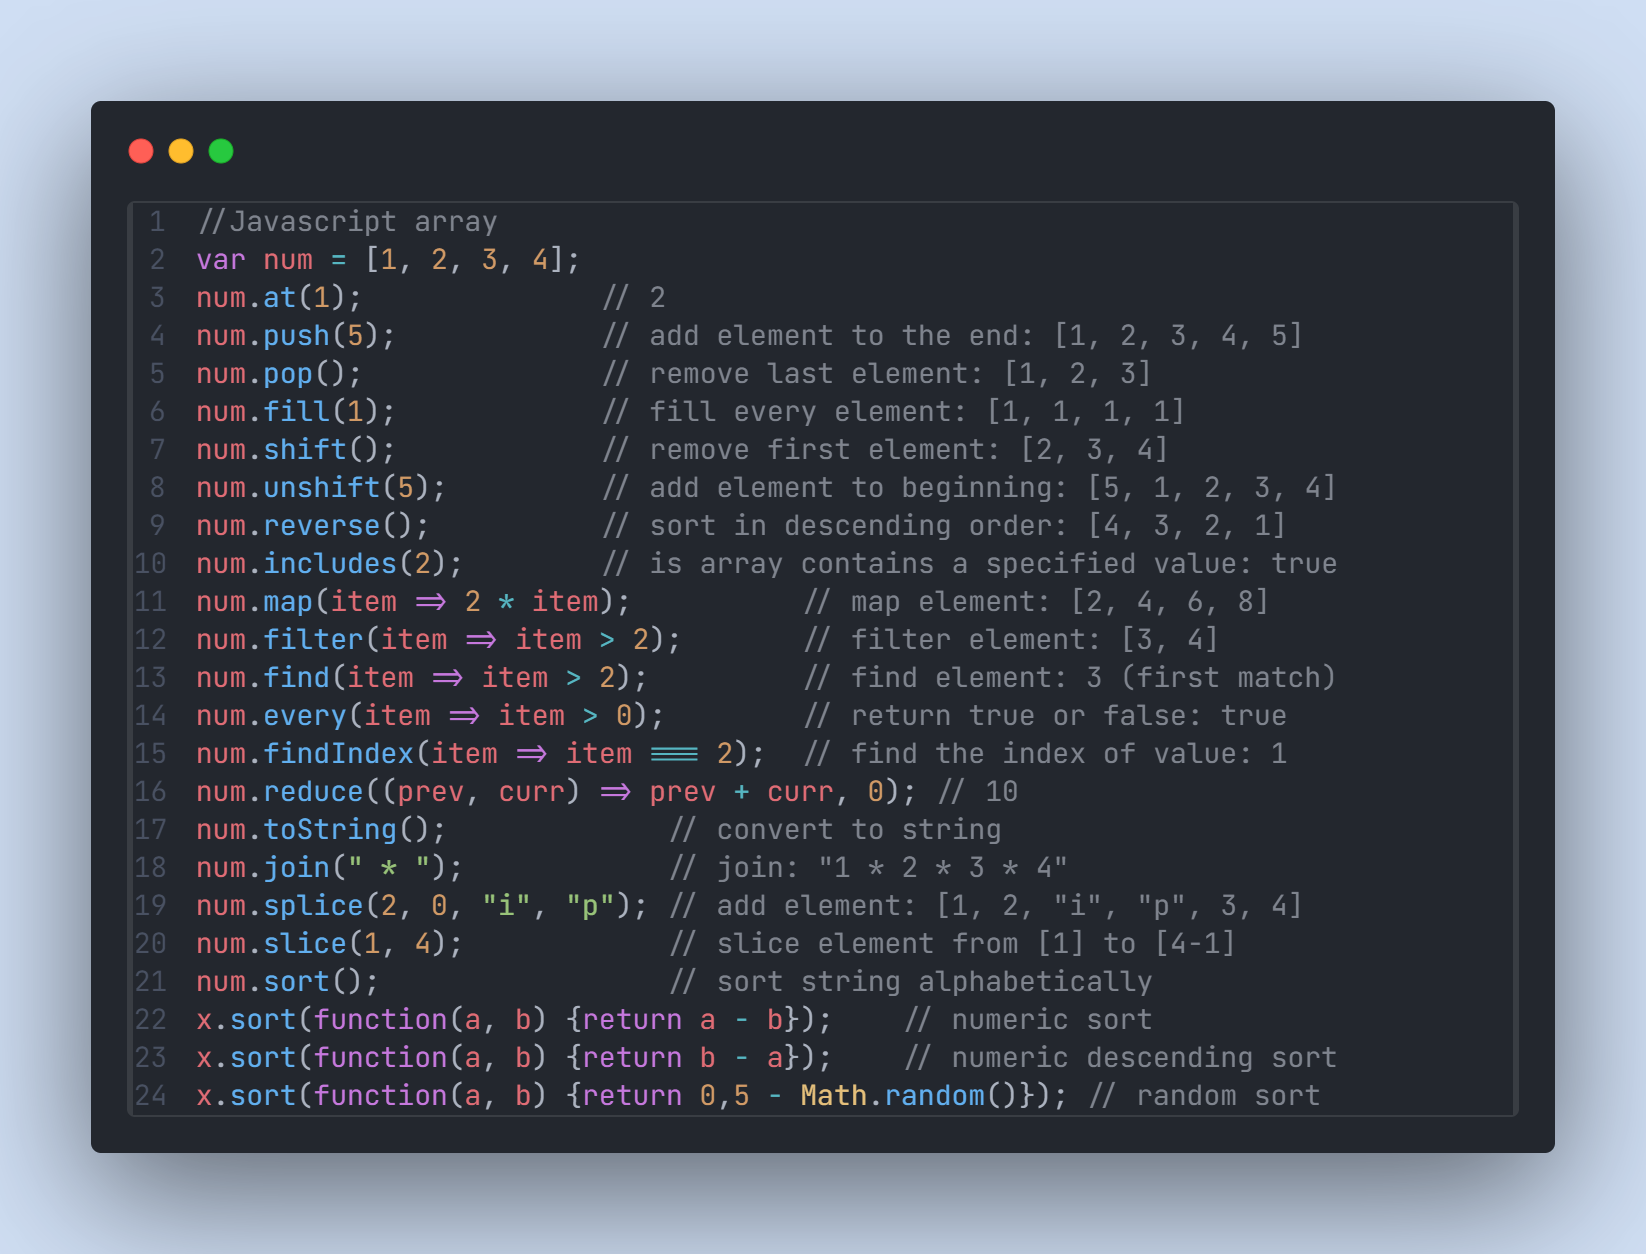 1 //Javascript array
2 var num = [1, 2, 3, 4];
3 num.at(1); // 2
4 num.push(5); // add element to the end: [1, 2, 3, 4, 5]
5 num.pop(); // remove last element: [1, 2, 3]
6 num.fill(1); // fill every element: [1, 1, 1, 1]
7 num.shift(); // remove first element: [2, 3, 4]
8 num.unshift(5); // add element to beginning: [5, 1, 2, 3, 4]
9 num.reverse(); // sort in descending order: [4, 3, 2, 1]
10 num.includes(2); // is array contains a specified value: true
11 num.map(item => 2 * item); // map element: [2, 4, 6, 8]
12 num.filter(item => item > 2); // filter element: [3, 4]
13 num.find(item => item > 2); // find element: 3 (first match)
14 num.every(item => item > 0); // return true or false: true
15 num.findIndex(item => item === 2); // find the index of value: 1
16 num.reduce((prev, curr) => prev + curr, 0); // 10
17 num.toString(); // convert to string
18 num.join(" * "); // join: "1 * 2 * 3 * 4"
19 num.splice(2, 0, "i", "p"); // add element: [1, 2, "i", "p", 3, 4]
20 num.slice(1, 4); // slice element from [1] to [4-1]
21 num.sort(); // sort string alphabetically
22 x.sort(function(a, b) {return a - b}); // numeric sort
23 x.sort(function(a, b) {return b - a}); // numeric descending sort
24 x.sort(function(a, b) {return 0,5 - Math.random()}); // random sort